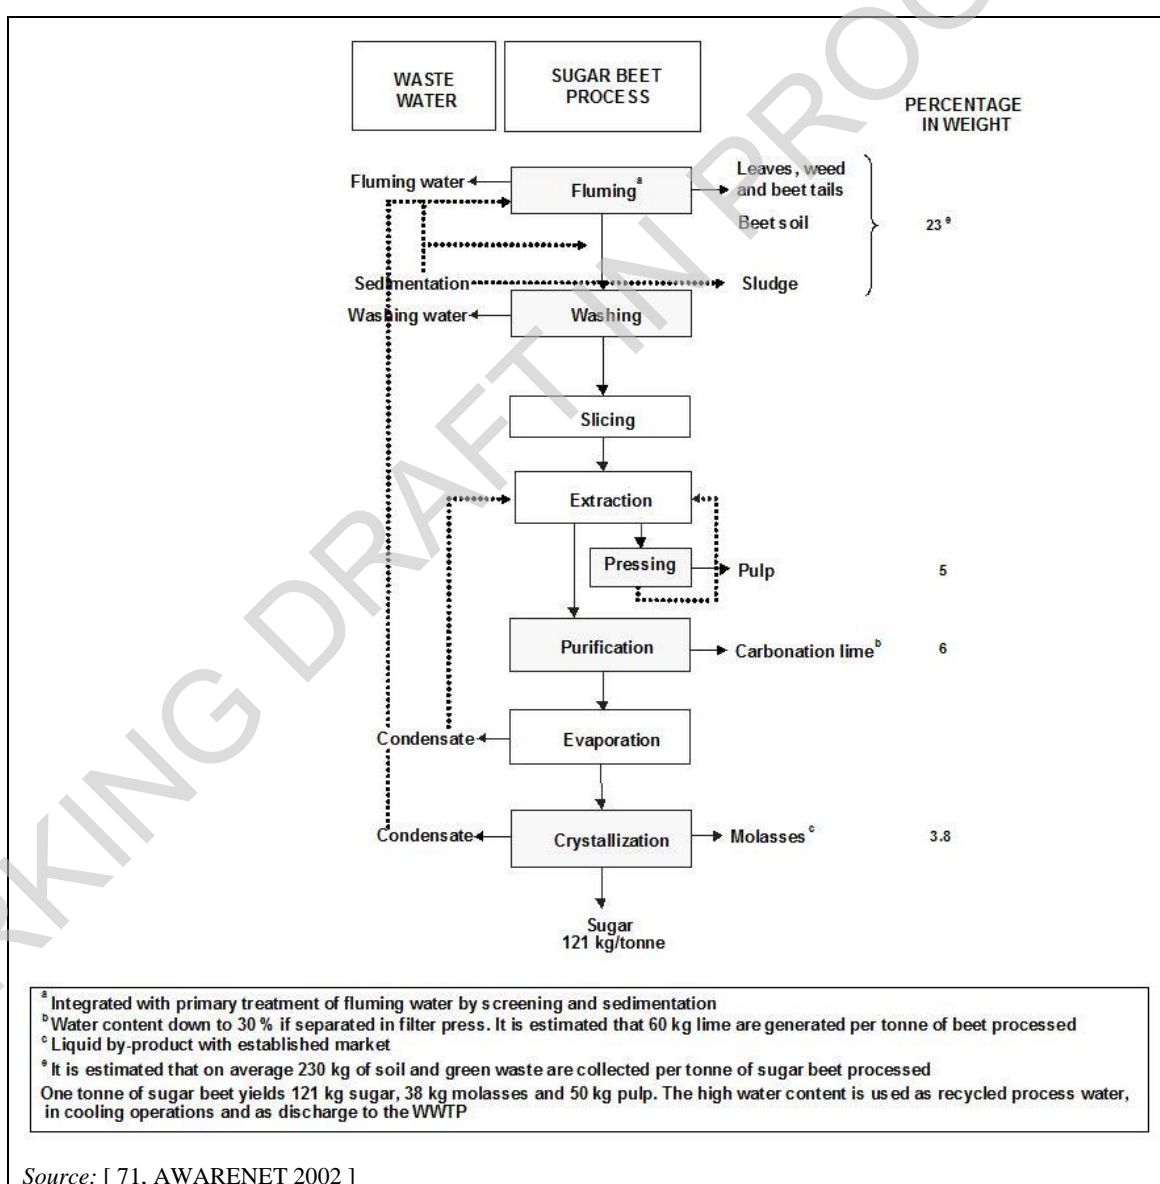 WASTE
WATER
SUGAR BEET
PROCESS
PERCENTAGE
IN WEIGHT
Fluming water
Fluming a
Leaves, weed
and beet tails
Beet soil
23 e
Sedimentation
Sludge
Washing water
Washing
Slicing
Extraction
Pressing
Pulp
5
Purification
Carbonation lime b
6
Condensate
Evaporation
Condensate
Crystallization
Molasses c
3.8
Sugar
121 kg/tonne
a Integrated with primary treatment of fluming water by screening and sedimentation
b Water content down to 30 % if separated in filter press. It is estimated that 60 kg lime are generated per tonne of beet processed
c Liquid by-product with established market
e It is estimated that on average 230 kg of soil and green waste are collected per tonne of sugar beet processed
One tonne of sugar beet yields 121 kg sugar, 38 kg molasses and 50 kg pulp. The high water content is used as recycled process water,
in cooling operations and as discharge to the WWTP
Source: [ 71, AWARENET 2002 ]
RKING DRAFT IN PROG